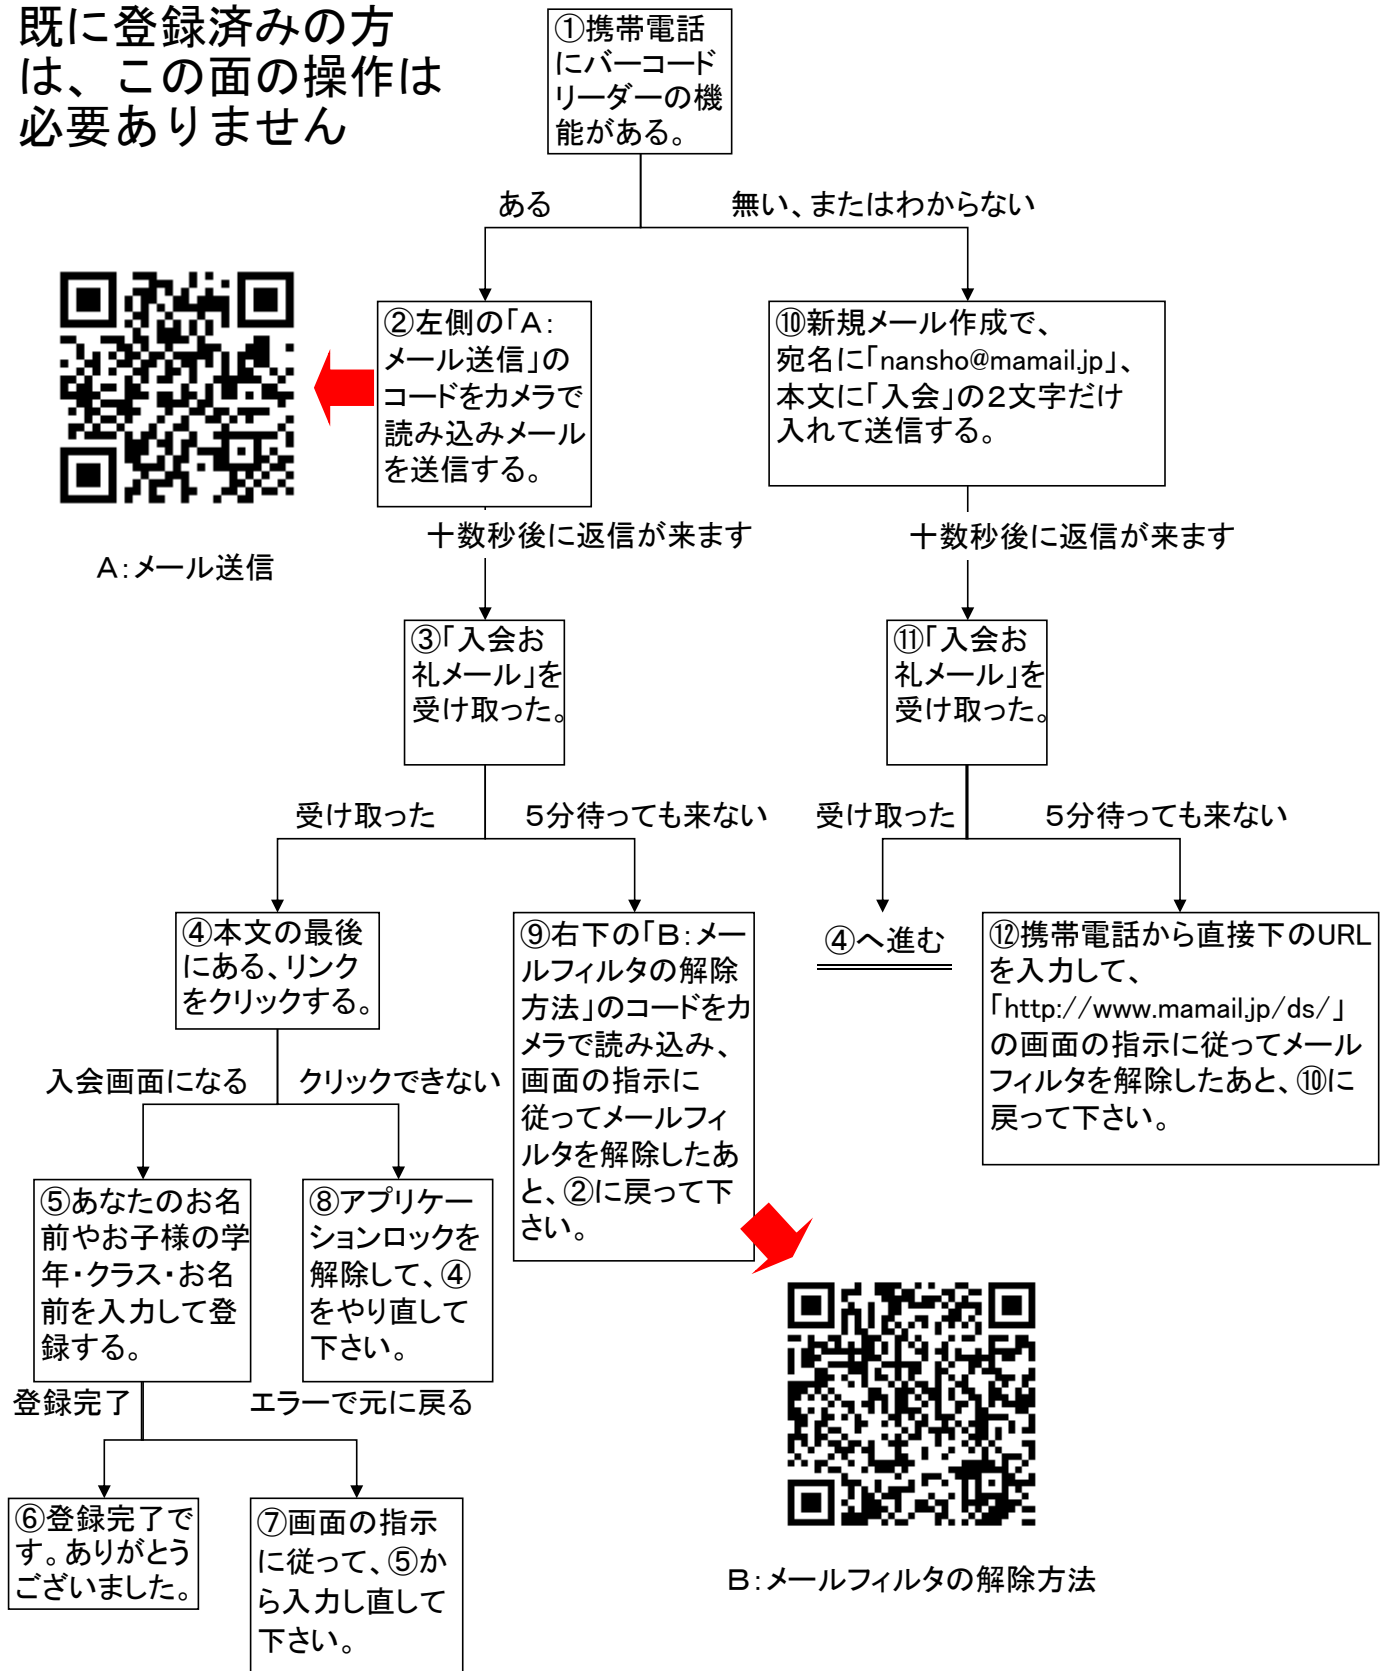 既に登録済みの方
は、この面の操作は
必要ありません
①携帯電話
にバーコード
リーダーの機
能がある。
ある
無い、またはわからない
②左側の「A:
メール送信」の
コードをカメラで
読み込みメール
を送信する。
⑩新規メール作成で、
宛名に「nansho@mamail.jp」、
本文に「入会」の２文字だけ
入れて送信する。
A:メール送信
十数秒後に返信が来ます
十数秒後に返信が来ます
③「入会お
礼メール」を
受け取った。
⑪「入会お
礼メール」を
受け取った。
受け取った
５分待っても来ない
受け取った
５分待っても来ない
④本文の最後
にある、リンク
をクリックする。
⑨右下の「B:メー
ルフィルタの解除
方法」のコードをカ
メラで読み込み、
画面の指示に
従ってメールフィ
ルタを解除したあ
と、②に戻って下
さい。
④へ進む
⑫携帯電話から直接下のURL
を入力して、
「http://www.mamail.jp/ds/」
の画面の指示に従ってメール
フィルタを解除したあと、⑩に
戻って下さい。
入会画面になる
クリックできない
⑤あなたのお名
前やお子様の学
年・クラス・お名
前を入力して登
録する。
⑧アプリケー
ションロックを
解除して、④
をやり直して
下さい。
登録完了
エラーで元に戻る
⑥登録完了で
す。ありがとう
ございました。
⑦画面の指示
に従って、⑤か
ら入力し直して
下さい。
B:メールフィルタの解除方法